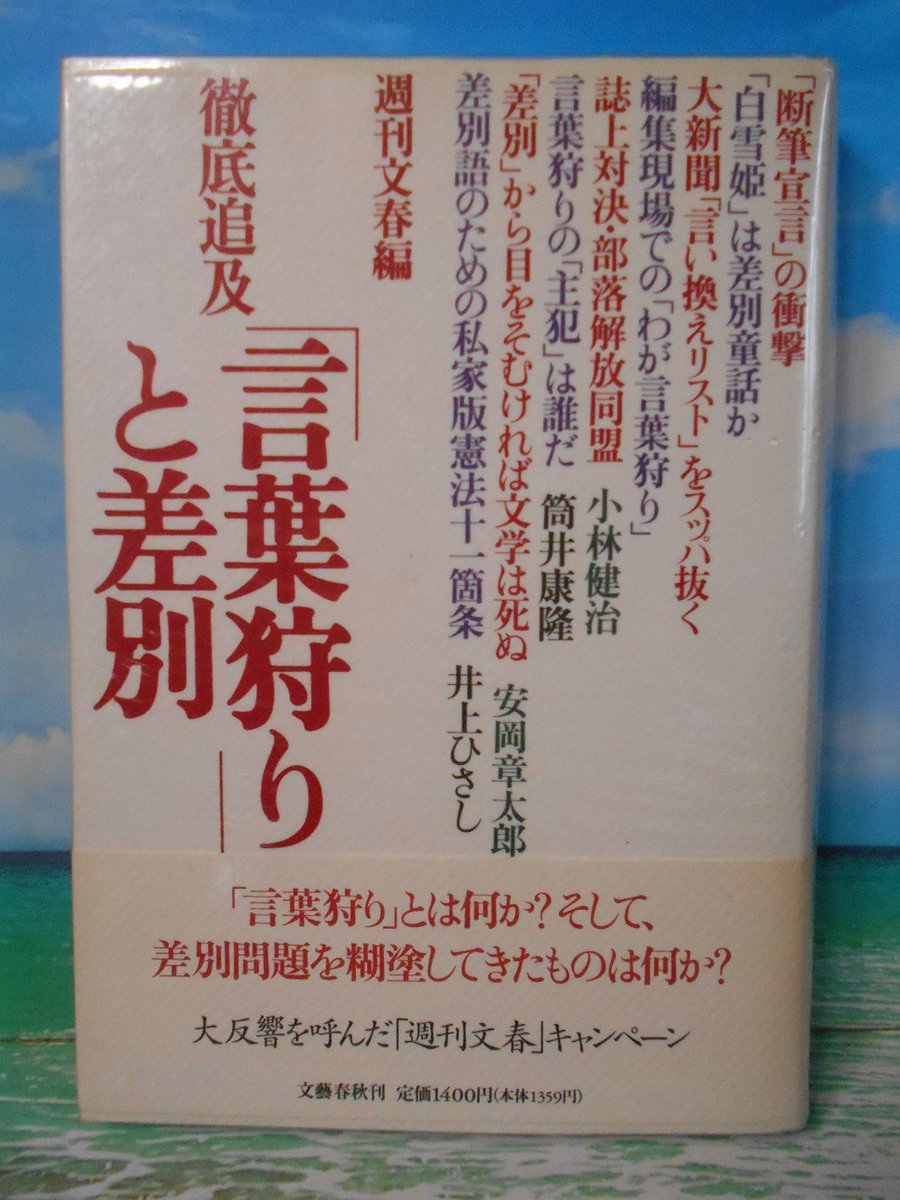 「断筆宣言」の衝撃
「白雪姫」は差別童話か
大新聞「言い換えリスト」をスッパ抜く
編集現場での「わが言葉狩り」
誌上対決・部落解放同盟 小林健治
言葉狩りの「主犯」は誰だ 筒井康隆
「差別」から目をそむければ文学は死ぬ 安岡章太郎
差別語のための私家版憲法十一箇条 井上ひさし
週刊文春編
徹底追及
「言葉狩り」
と差別
「言葉狩り」とは何か?そして、
差別問題を糊塗してきたものは何か?
大反響を呼んだ「週刊文春」キャンペーン
文藝春秋刊 定価1400円(本体1359円)